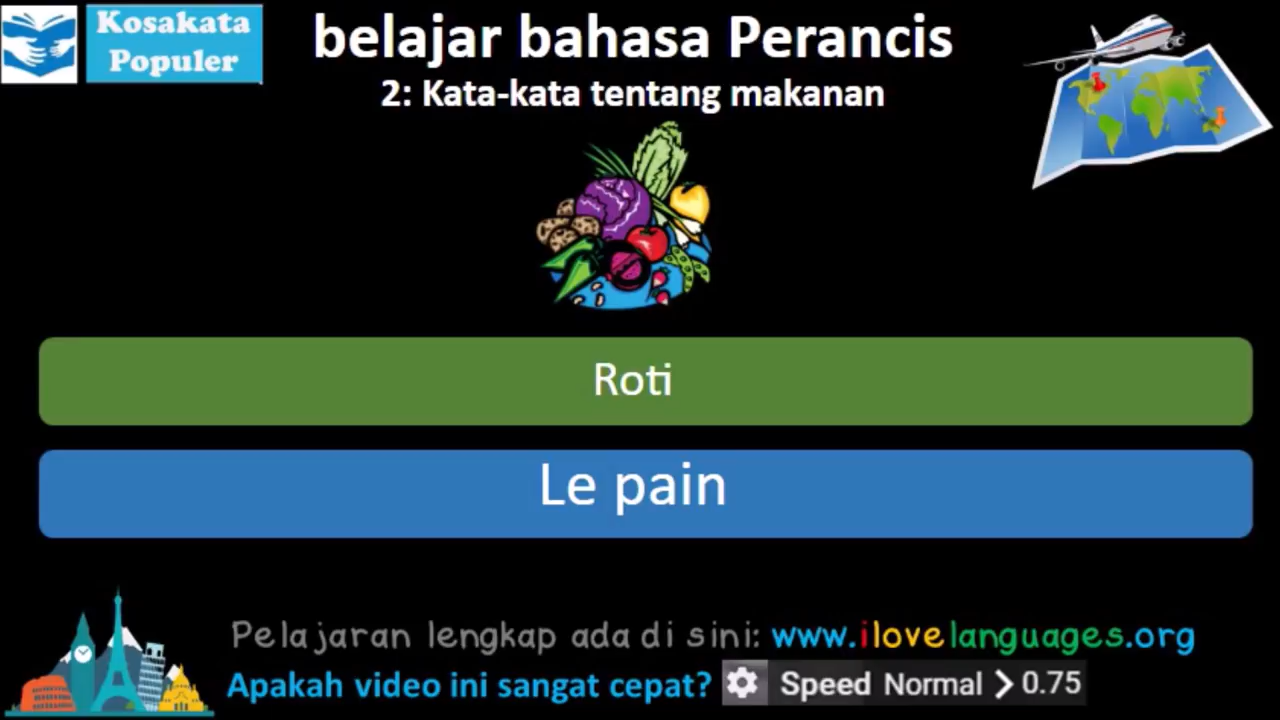 Kosakata
Populer
belajar bahasa Perancis
2: Kata-kata tentang makanan
Roti
Le pain
Pelajaran lengkap ada di sini: www.ilovelanguages.org
Apakah video ini sangat cepat? Speed Normal > 0.75